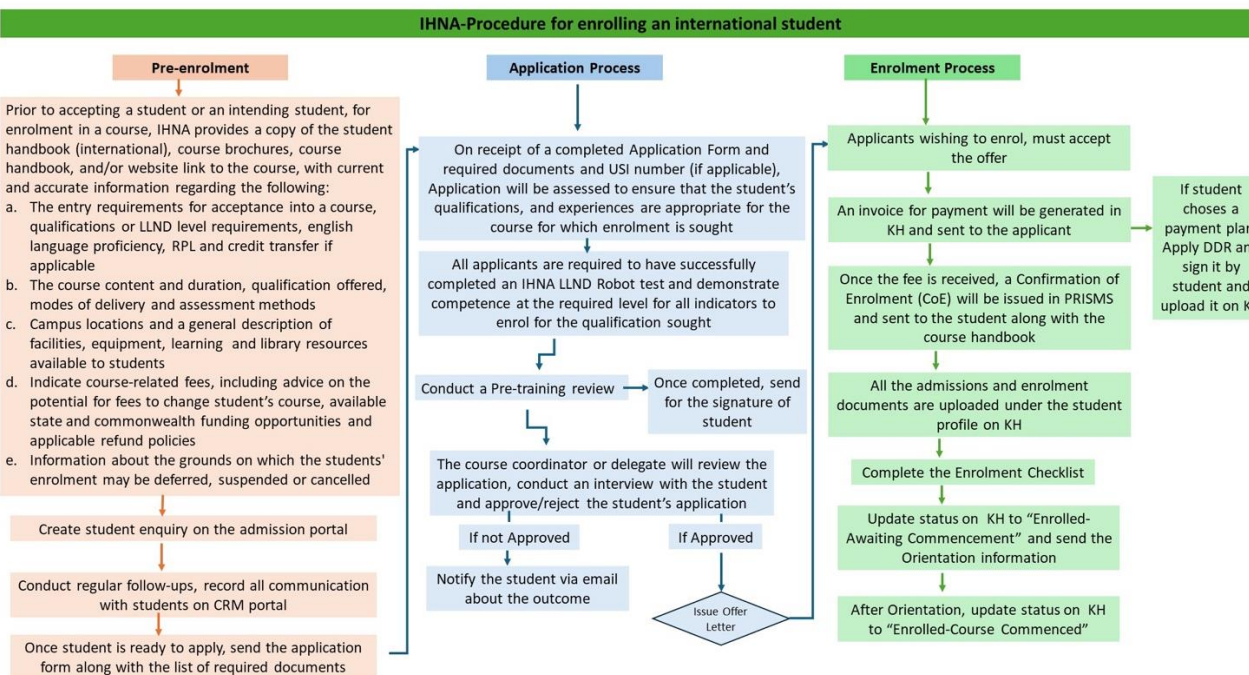 IHNA-Procedure for enrolling an international student
Pre-enrolment
Prior to accepting a student or an intending student, for
enrolment in a course, IHNA provides a copy of the student
handbook (international), course brochures, course
handbook, and/or website link to the course, with current
and accurate information regarding the following:
a. The entry requirements for acceptance into a course,
qualifications or LLND level requirements, english
language proficiency, RPL and credit transfer if
applicable
b. The course content and duration, qualification offered,
modes of delivery and assessment methods
c. Campus locations and a general description of
facilities, equipment, learning and library resources
available to students
d. Indicate course-related fees, including advice on the
potential for fees to change student's course, available
state and commonwealth funding opportunities and
applicable refund policies
e. Information about the grounds on which the students'
enrolment may be deferred, suspended or cancelled
Create student enquiry on the admission portal
Conduct regular follow-ups, record all communication
with students on CRM portal
Once student is ready to apply, send the application
form along with the list of required documents
Application Process
On receipt of a completed Application Form and
required documents and USI number (if applicable),
Application will be assessed to ensure that the student's
qualifications, and experiences are appropriate for the
course for which enrolment is sought
All applicants are required to have successfully
completed an IHNA LLND Robot test and demonstrate
competence at the required level for all indicators to
enrol for the qualification sought
Conduct a Pre-training review
Once completed, send
for the signature of
student
The course coordinator or delegate will review the
application, conduct an interview with the student
and approve/reject the student's application
If not Approved
If Approved
Notify the student via email
about the outcome
Issue Offer
Letter
Enrolment Process
Applicants wishing to enrol, must accept
the offer
An invoice for payment will be generated in
KH and sent to the applicant
If student
choses a
payment plan
Apply DDR
sign it by
student and
upload it on
Once the fee is received, a Confirmation of
Enrolment (CoE) will be issued in PRISMS
and sent to the student along with the
course handbook
All the admissions and enrolment
documents are uploaded under the student
profile on KH
Complete the Enrolment Checklist
Update status on KH to "Enrolled-
Awaiting Commencement" and send the
Orientation information
After Orientation, update status on KH
to "Enrolled-Course Commenced"